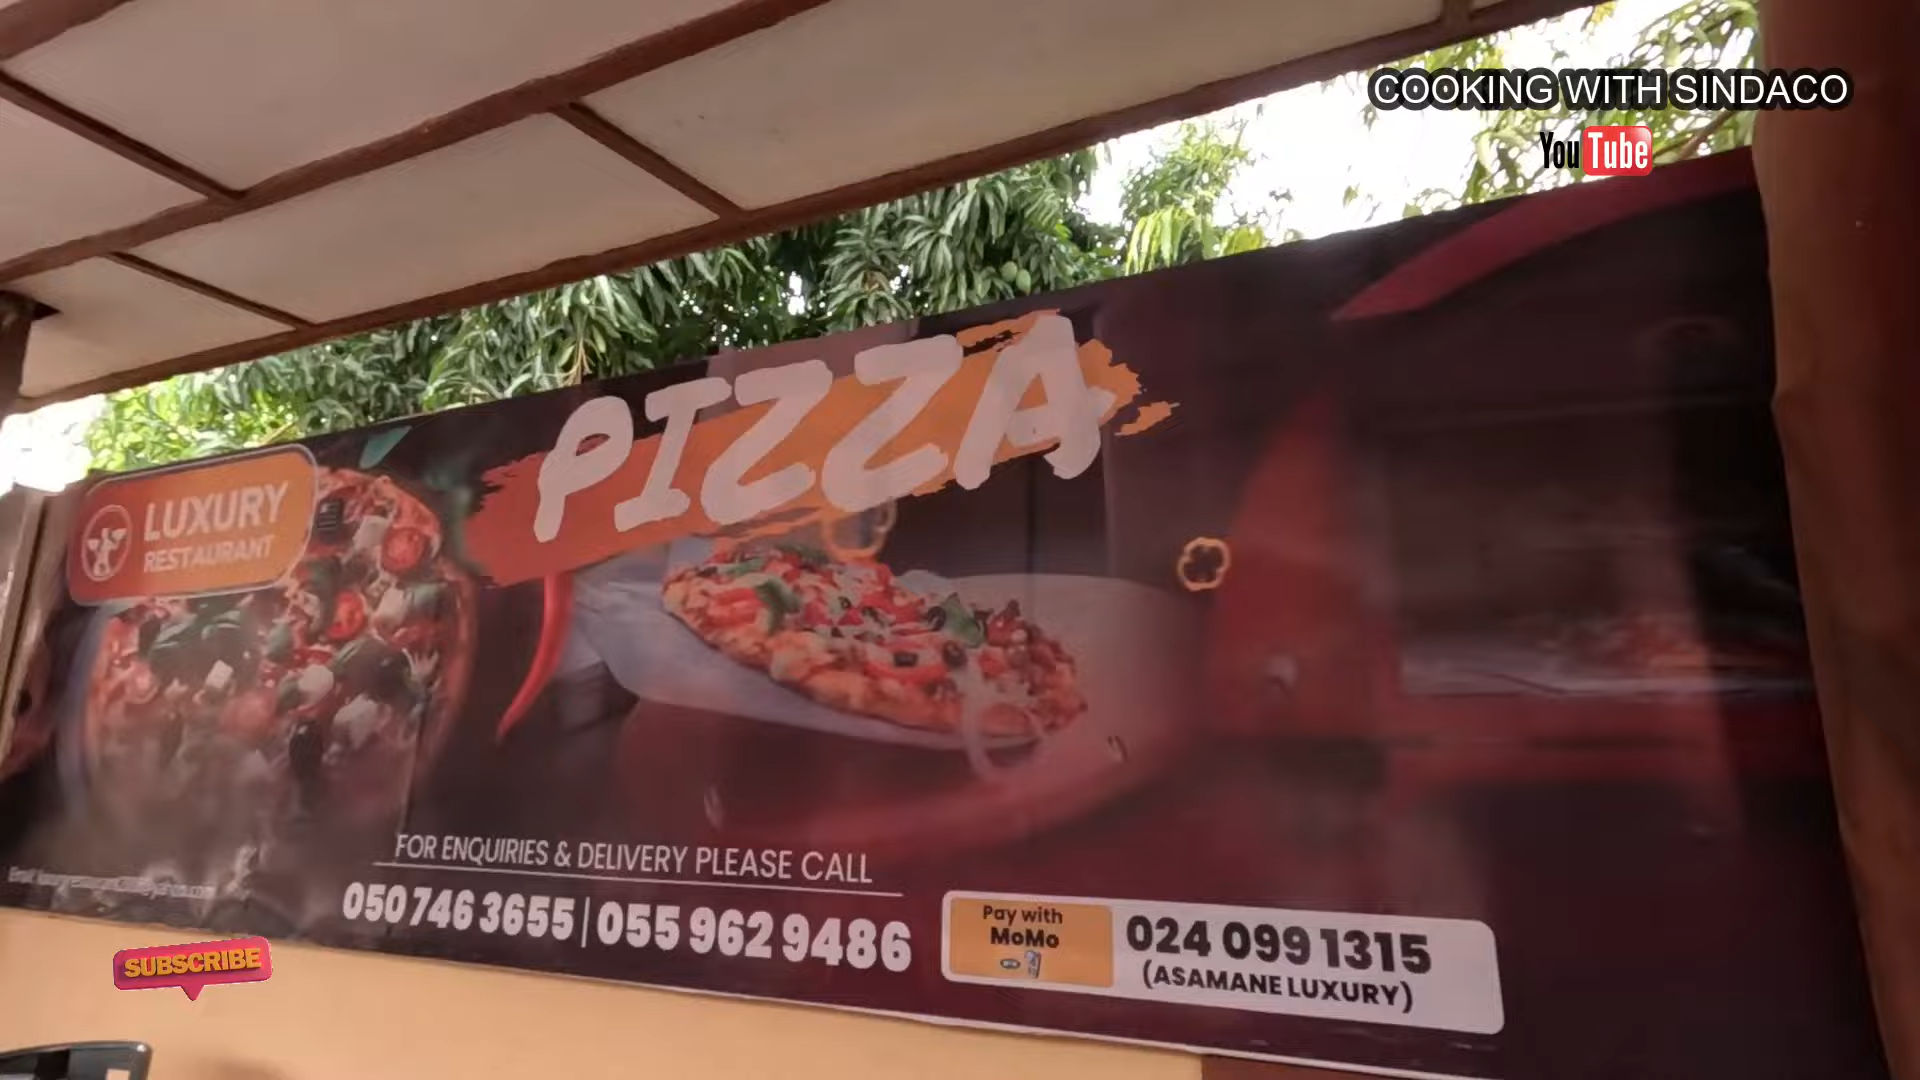 COOKING WITH SINDACO
YouTube
PIZZA
LUXURY
RESTAURANT
FOR ENQUIRIES & DELIVERY PLEASE CALL
050 746 3655 | 055 962 9486
Pay with
MoMo
024 099 1315
(ASAMANE LUXURY)
SUBSCRIBE